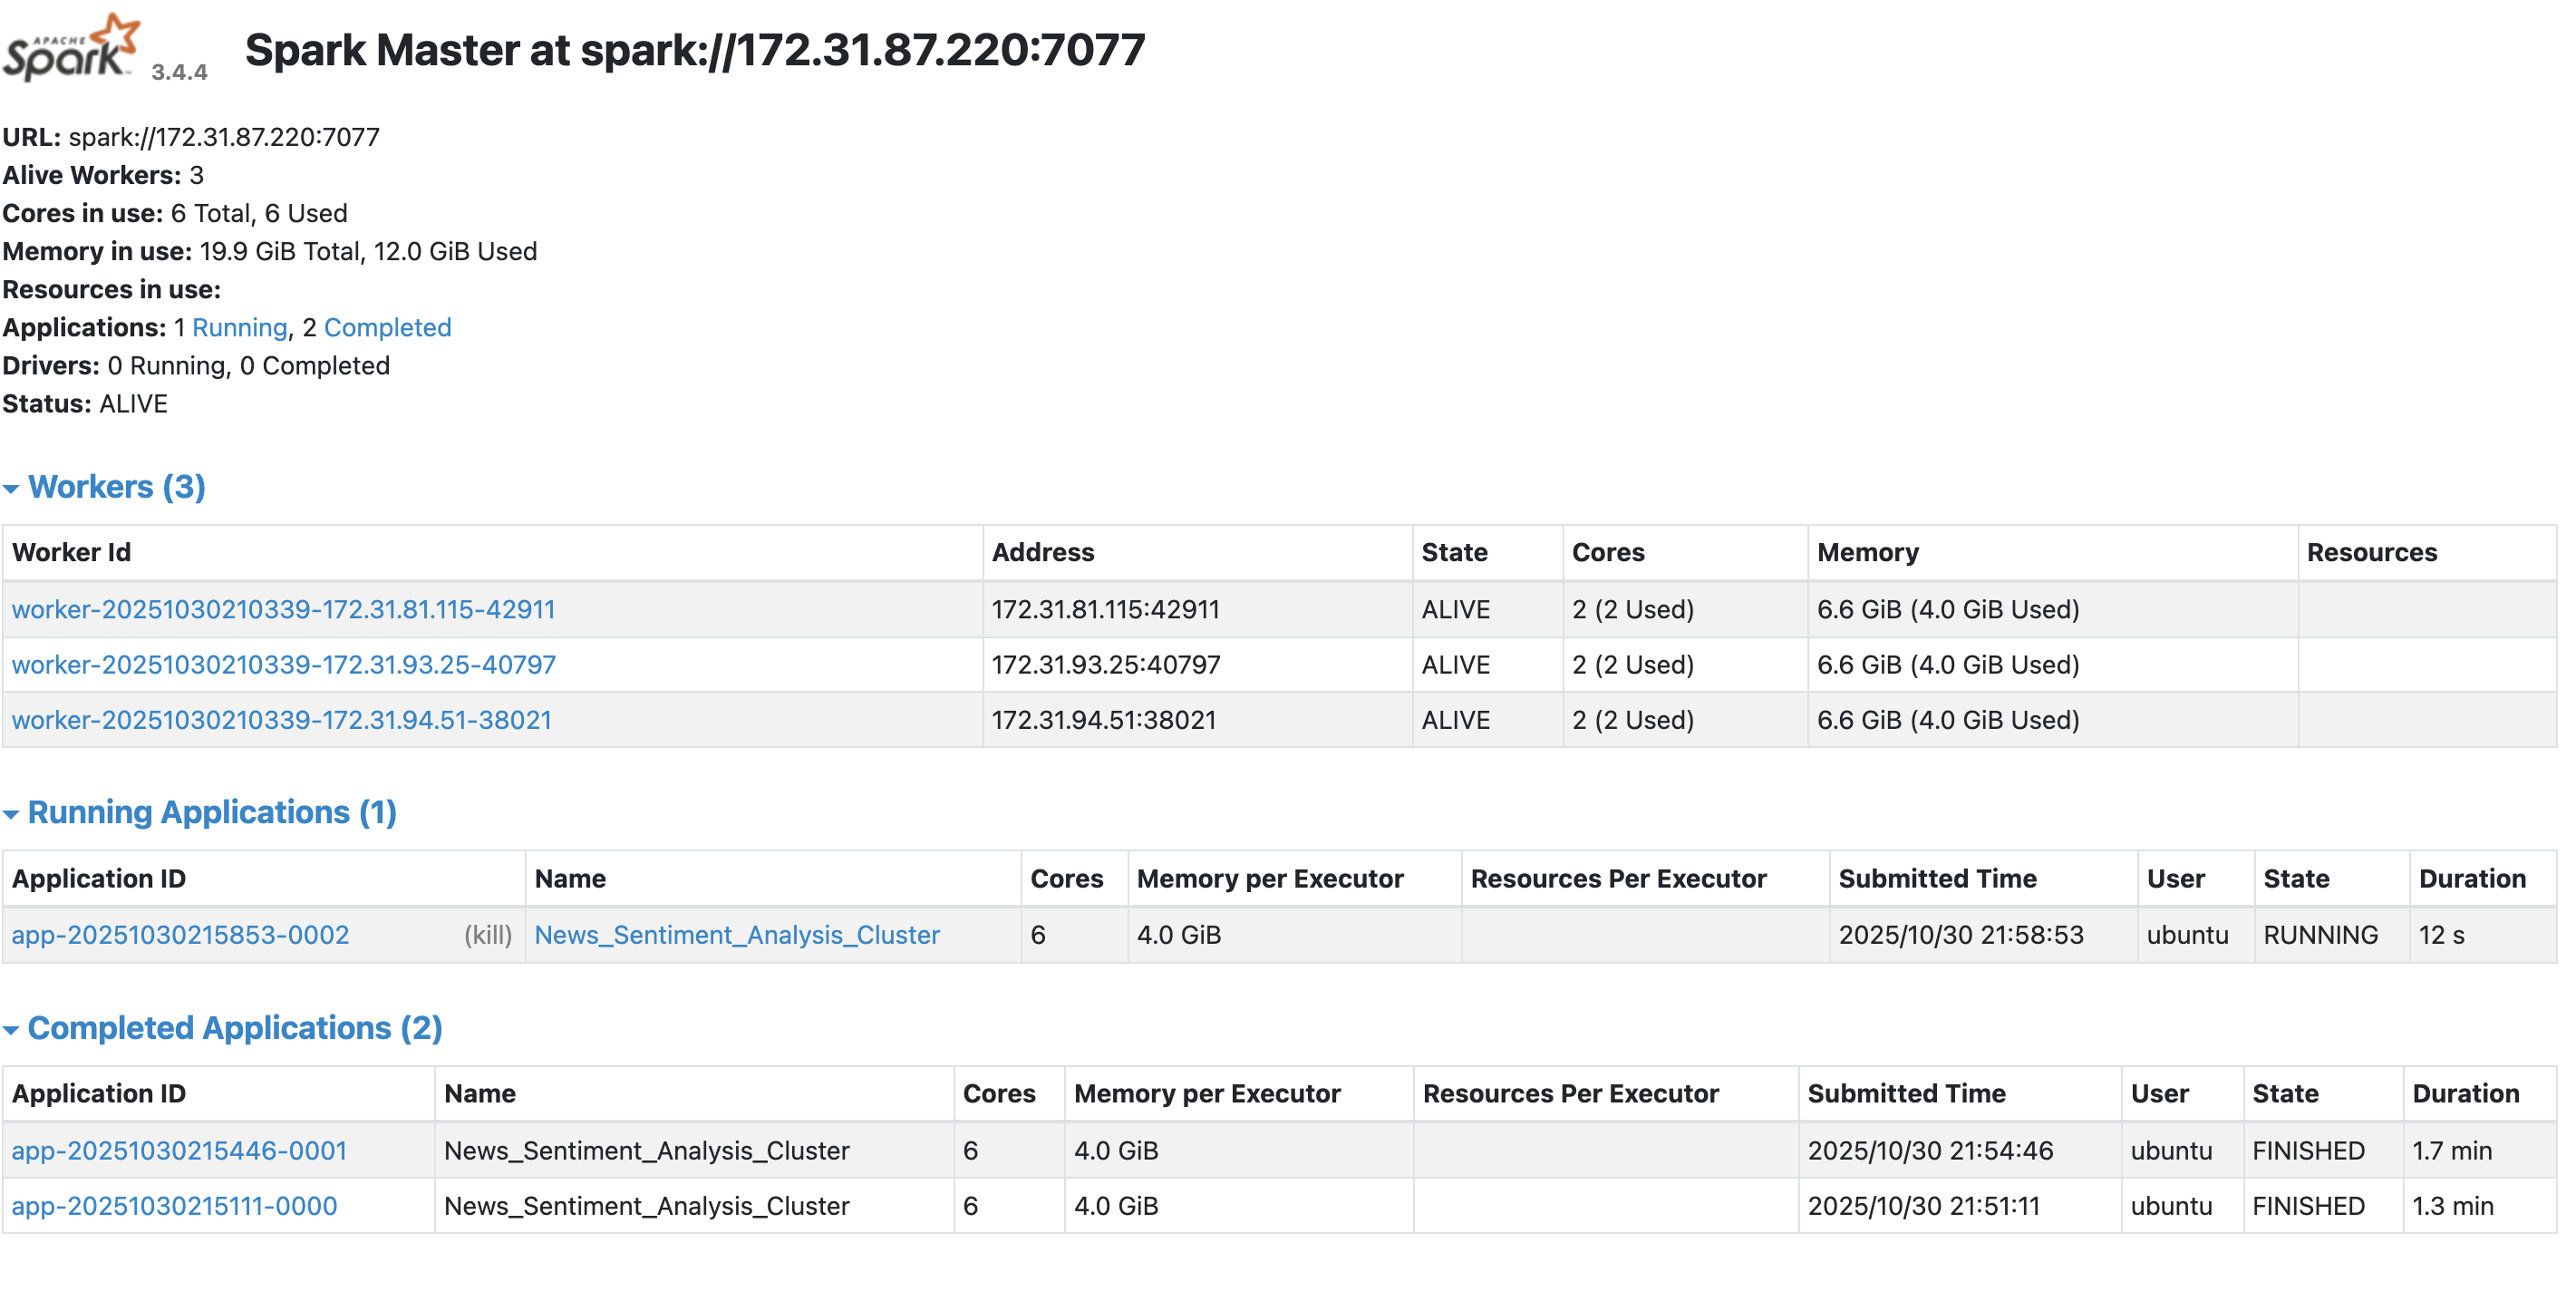 APACHE
Spark 3.4.4 Spark Master at spark://172.31.87.220:7077
URL: spark://172.31.87.220:7077
Alive Workers: 3
Cores in use: 6 Total, 6 Used
Memory in use: 19.9 GiB Total, 12.0 GiB Used
Resources in use:
Applications: 1 Running, 2 Completed
Drivers: 0 Running, 0 Completed
Status: ALIVE
Workers (3)
Worker Id Address State Cores Memory Resources
worker-20251030210339-172.31.81.115-42911 172.31.81.115:42911 ALIVE 2 (2 Used) 6.6 GiB (4.0 GiB Used)
worker-20251030210339-172.31.93.25-40797 172.31.93.25:40797 ALIVE 2 (2 Used) 6.6 GiB (4.0 GiB Used)
worker-20251030210339-172.31.94.51-38021 172.31.94.51:38021 ALIVE 2 (2 Used) 6.6 GiB (4.0 GiB Used)
Running Applications (1)
Application ID Name Cores Memory per Executor Resources Per Executor Submitted Time User State Duration
app-20251030215853-0002 (kill) News_Sentiment_Analysis_Cluster 6 4.0 GiB 2025/10/30 21:58:53 ubuntu RUNNING 12 s
Completed Applications (2)
Application ID Name Cores Memory per Executor Resources Per Executor Submitted Time User State Duration
app-20251030215446-0001 News_Sentiment_Analysis_Cluster 6 4.0 GiB 2025/10/30 21:54:46 ubuntu FINISHED 1.7 min
app-20251030215111-0000 News_Sentiment_Analysis_Cluster 6 4.0 GiB 2025/10/30 21:51:11 ubuntu FINISHED 1.3 min